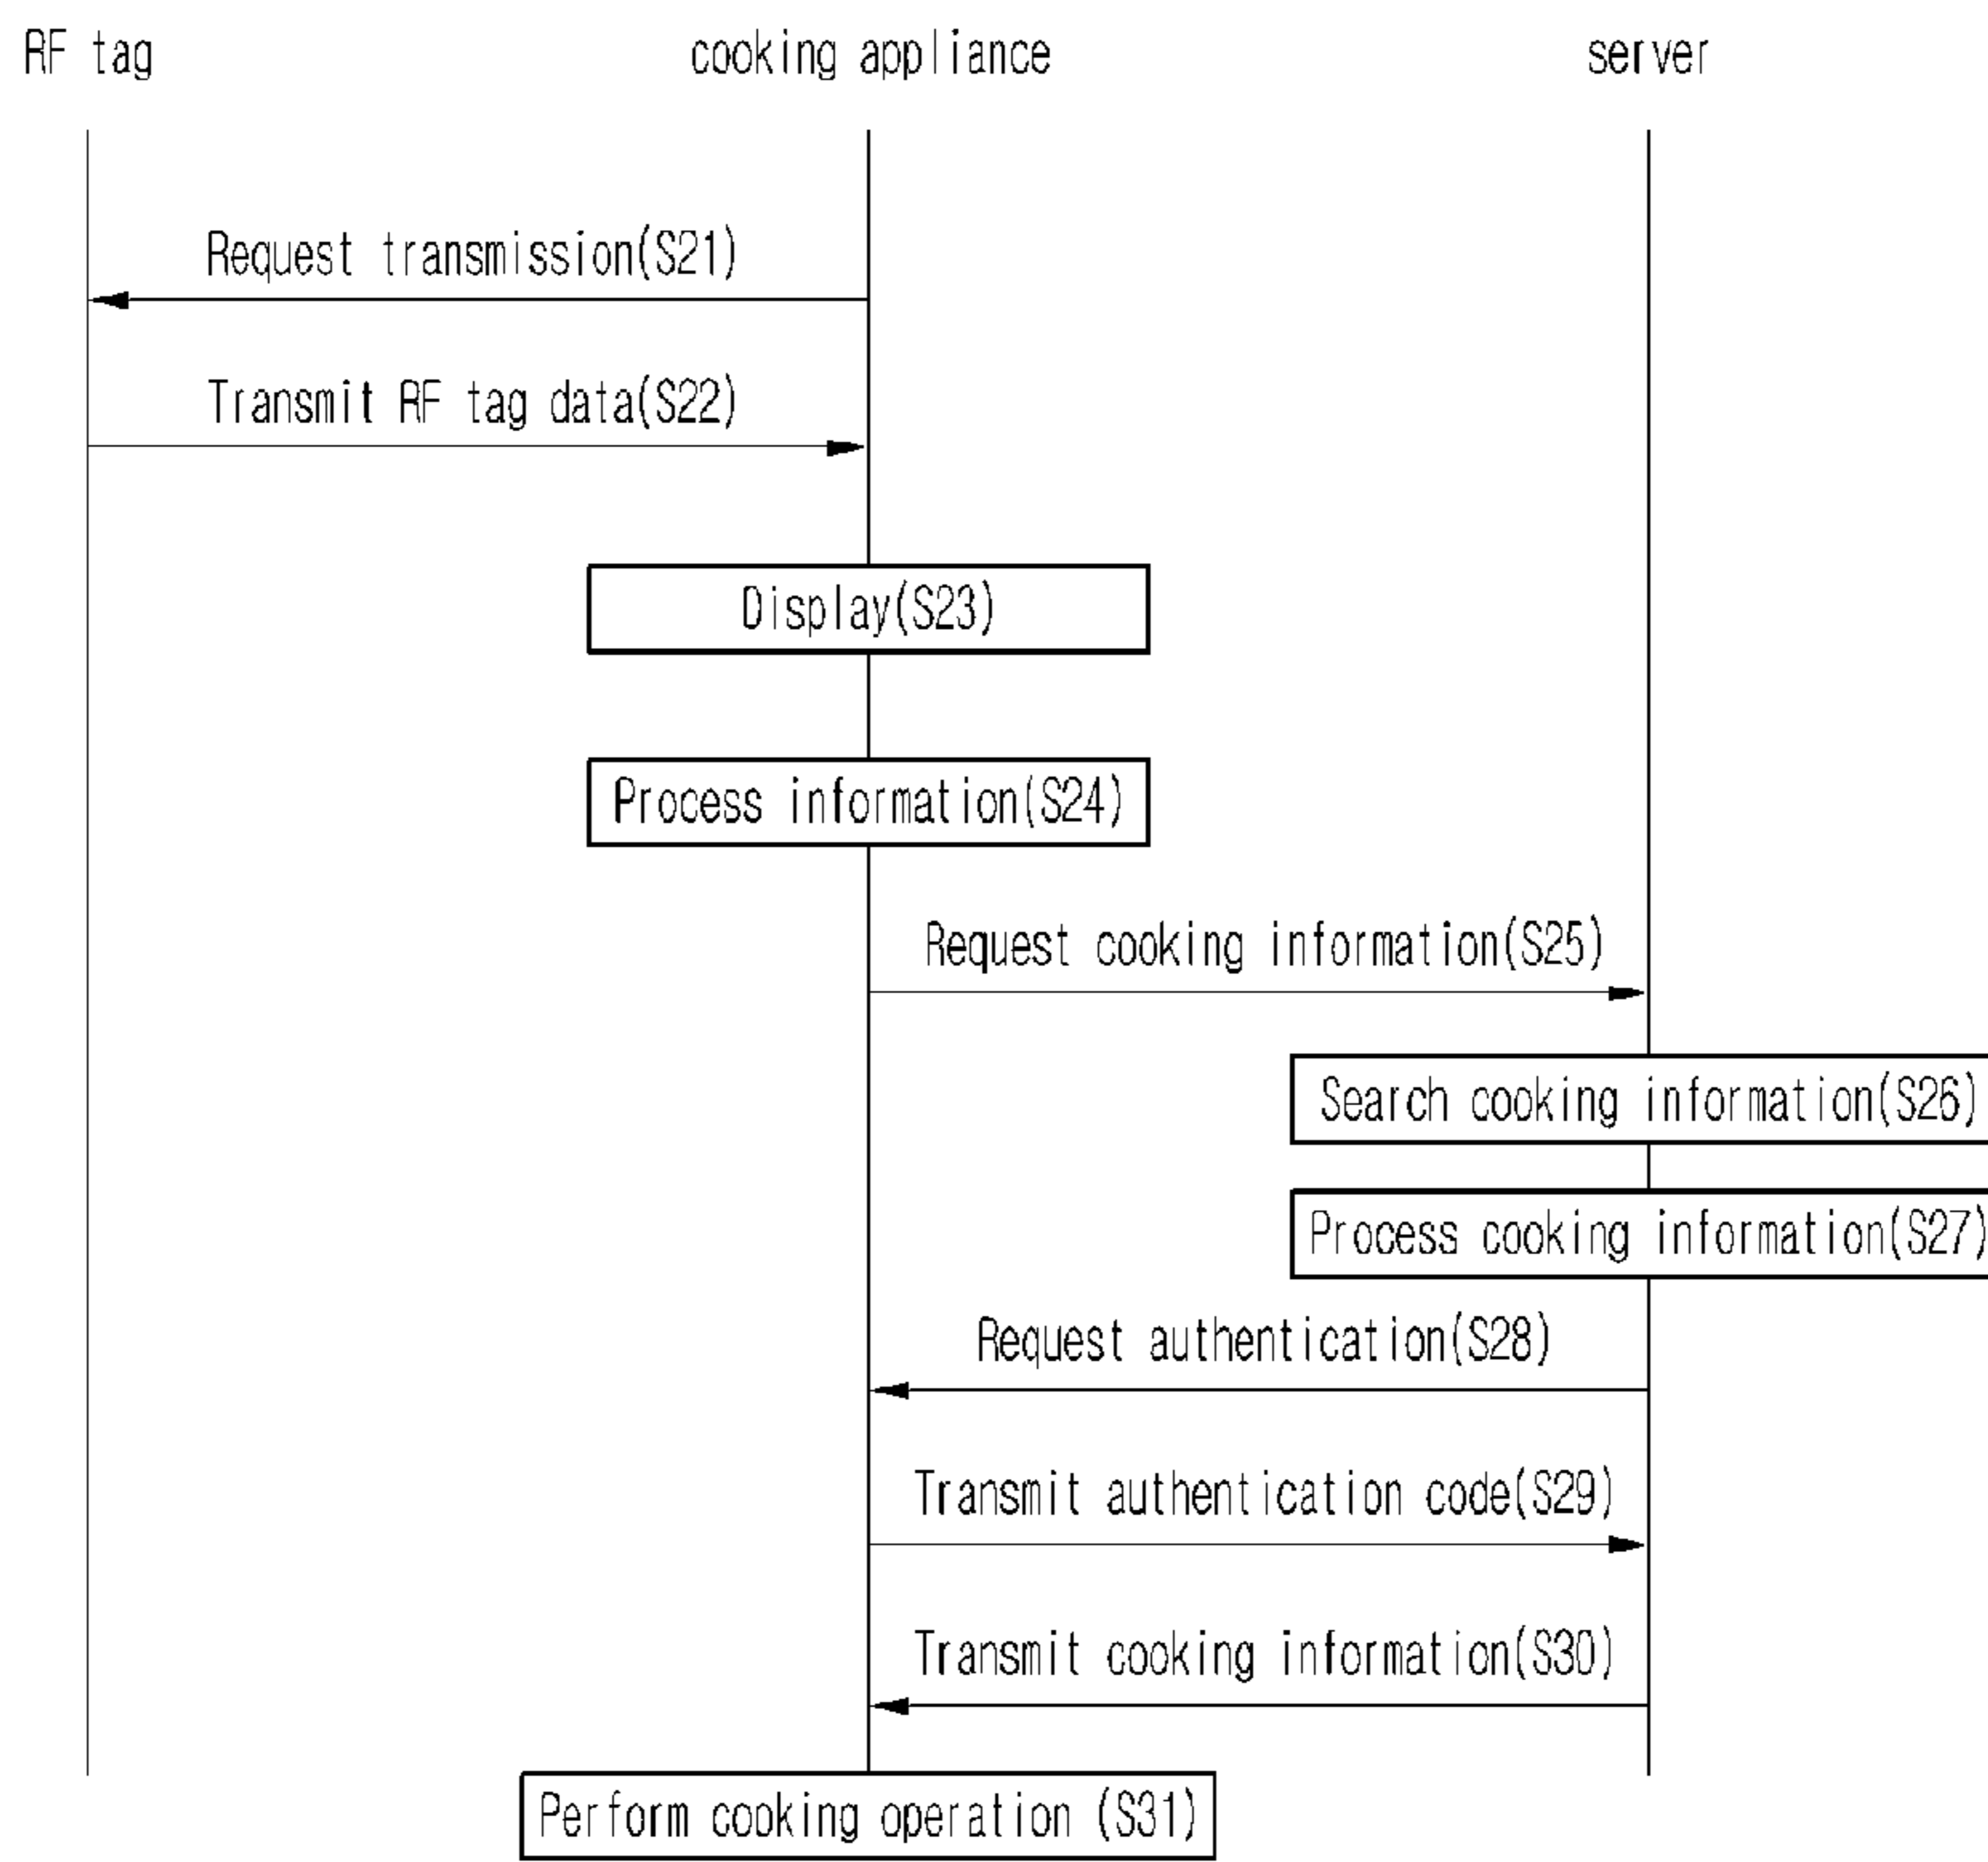 RF tag
cooking appliance
server
Request transmission(S21)
Transmit RF tag data(S22)
Display(S23)
Process information(S24)
Request cooking information(S25)
Search cooking information(S26)
Process cooking information(S27)
Request authentication(S28)
Transmit authentication code(S29)
Transmit cooking information(S30)
Perform cooking operation (S31)